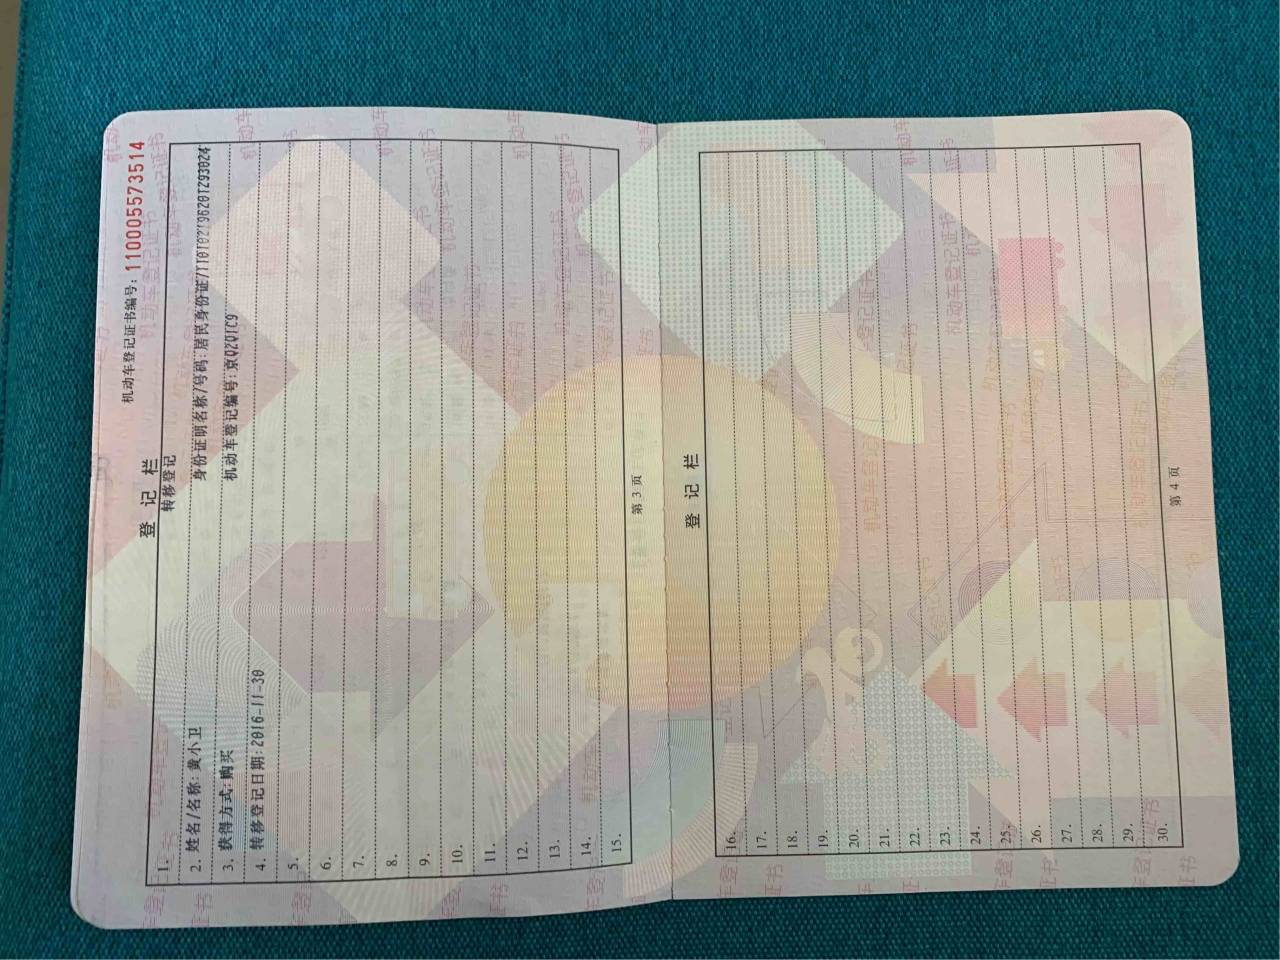 机动车登记证书编号：110005573514
登 记 栏
1. 转移登记
2. 姓名/名称：黄小卫 身份证明名称/号码：居民身份证/110102196201293024
3. 获得方式：购买 机动车登记编号：京QZQ1C9
4. 转移登记日期：2016-11-30
5.
6.
7.
8.
9.
10.
11.
12.
13.
14.
15.
第 3 页
登 记 栏
16.
17.
18.
19.
20.
21.
22.
23.
24.
25.
26.
27.
28.
29.
30.
第 4 页